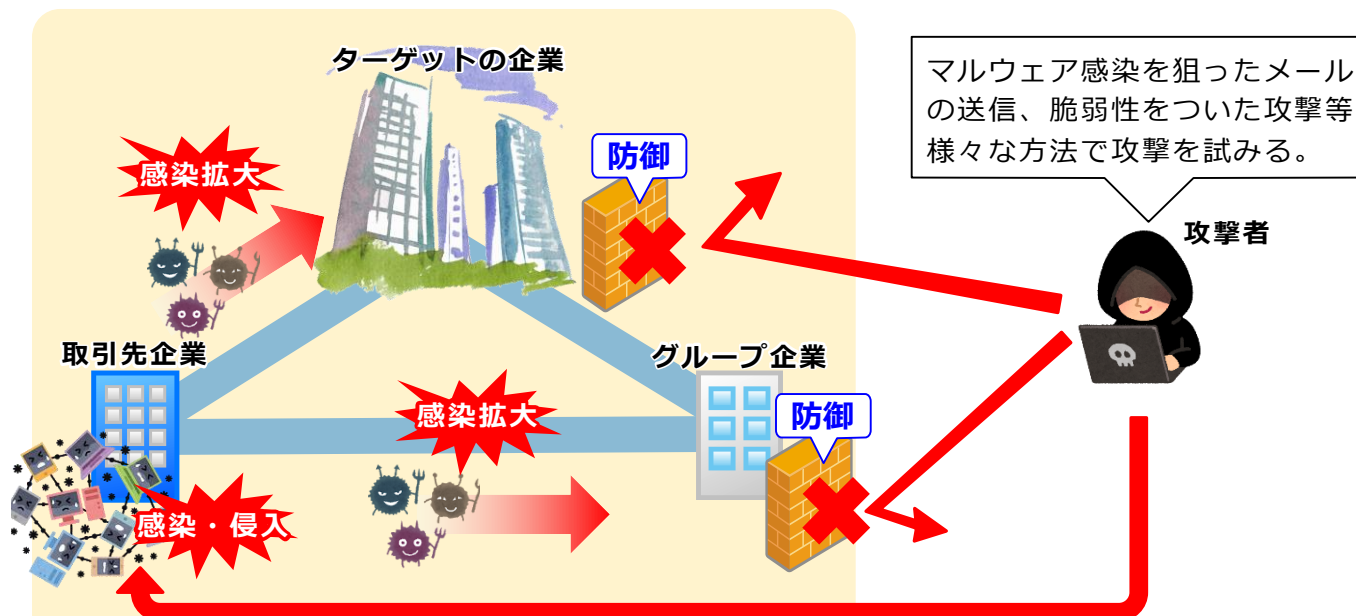 ターゲットの企業
マルウェア感染を狙ったメール
の送信、脆弱性をついた攻撃等
様々な方法で攻撃を試みる。
防御
感染拡大
攻撃者
取引先企業
グループ企業
感染拡大
防御
感染・侵入